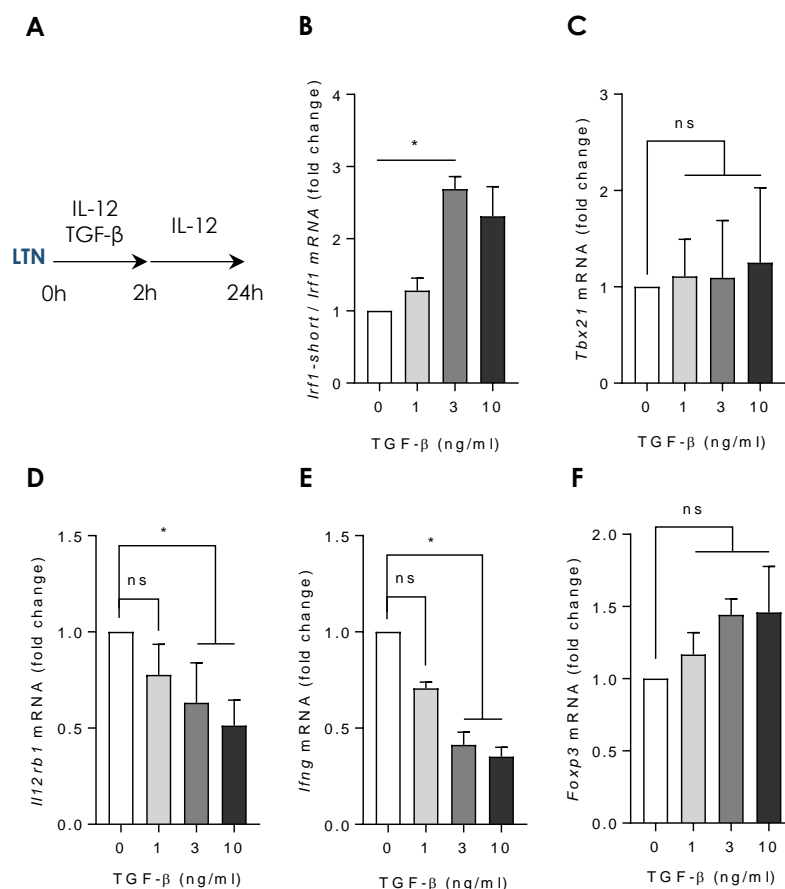 A
LTN
IL-12
TGF-β
IL-12
0h
2h
24h
B
Irf1-short / Irf1 mRNA (fold change)
4
3
2
1
0
*
0 1 3 10
TGF-β (ng/ml)
C
Tbx21 mRNA (fold change)
3
2
1
0
ns
0 1 3 10
TGF-β (ng/ml)
D
Il12rb1 mRNA (fold change)
1.5
1.0
0.5
0.0
*
ns
0 1 3 10
TGF-β (ng/ml)
E
Ifng mRNA (fold change)
1.5
1.0
0.5
0.0
*
ns
0 1 3 10
TGF-β (ng/ml)
F
Foxp3 mRNA (fold change)
2.0
1.5
1.0
0.5
0.0
ns
0 1 3 10
TGF-β (ng/ml)